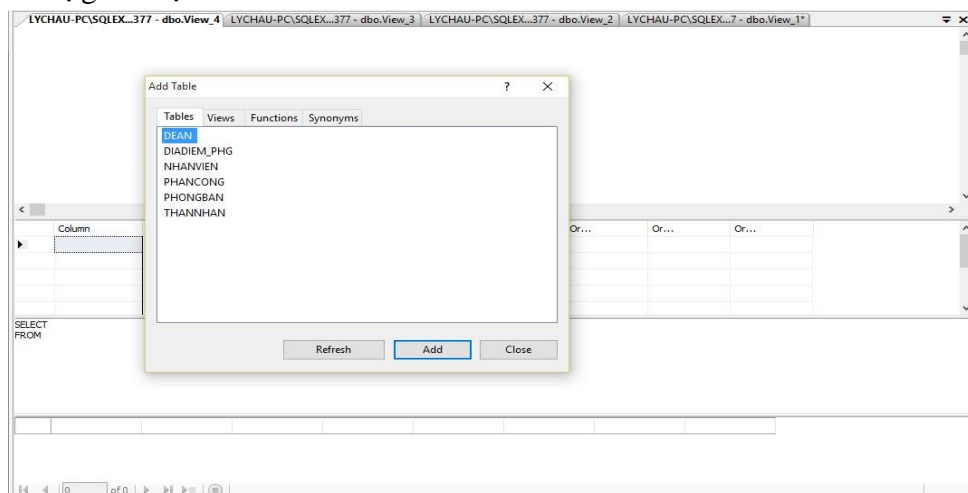 LYCHAU-PC\SQLEX...377 - dbo.View_4 LYCHAU-PC\SQLEX...377 - dbo.View_3 LYCHAU-PC\SQLEX...377 - dbo.View_2 LYCHAU-PC\SQLEX...7 - dbo.View_1*
Add Table ? ×
Tables Views Functions Synonyms
DEAN
DIADIEM_PHG
NHANVIEN
PHANCONG
PHONGBAN
THANNHAN
Column Or... Or... Or...
SELECT
FROM
Refresh Add Close
0 of 0